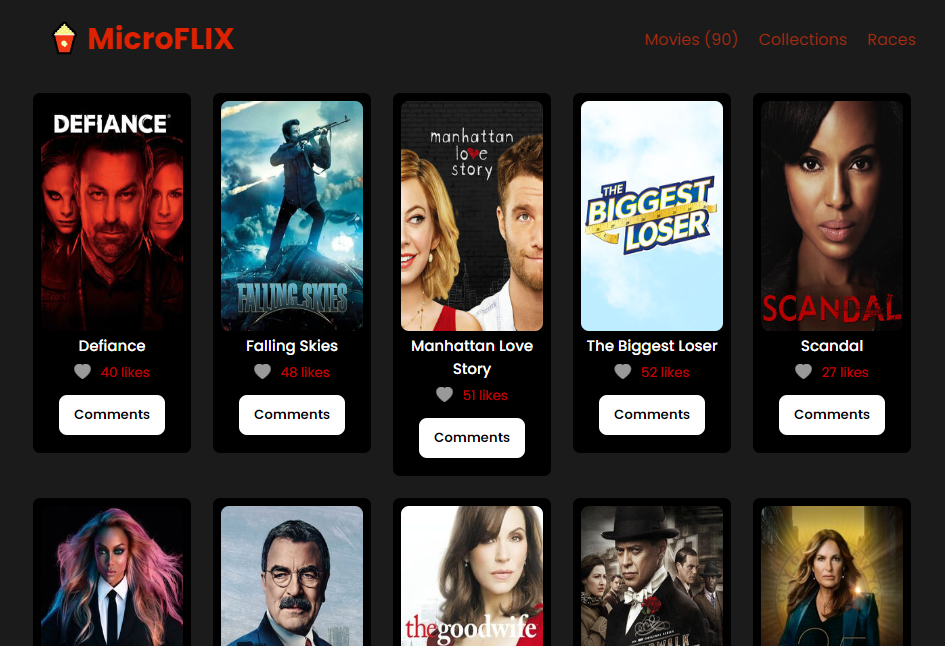 MicroFLIX
Movies (90) Collections Races
DEFIANCE
FALLING SKIES
manhattan
love
story
THE
BIGGEST
LOSER
SCANDAL
Defiance
40 likes
Comments
Falling Skies
48 likes
Comments
Manhattan Love
Story
51 likes
Comments
The Biggest Loser
52 likes
Comments
Scandal
27 likes
Comments
thegoodwife